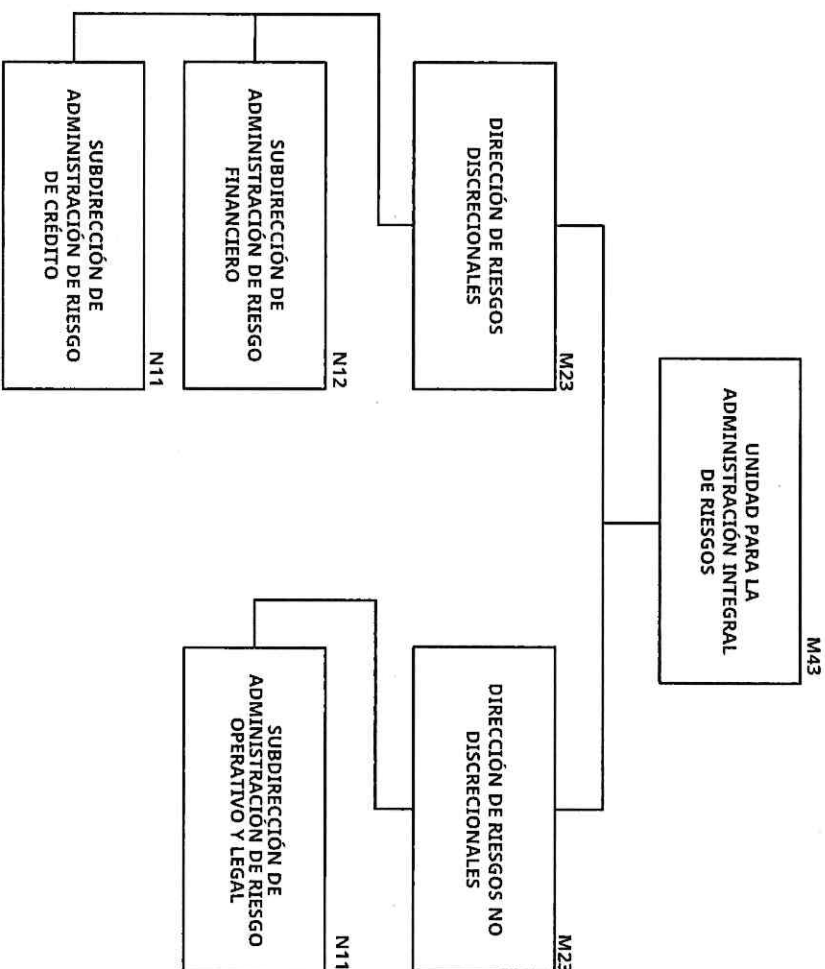 M43
UNIDAD PARA LA
ADMINISTRACIÓN INTEGRAL
DE RIESGOS
M23
DIRECCIÓN DE RIESGOS
DISCRECIONALES
M23
DIRECCIÓN DE RIESGOS NO
DISCRECIONALES
N12
SUBDIRECCIÓN DE
ADMINISTRACIÓN DE RIESGO
FINANCIERO
N11
SUBDIRECCIÓN DE
ADMINISTRACIÓN DE RIESGO
OPERATIVO Y LEGAL
N11
SUBDIRECCIÓN DE
ADMINISTRACIÓN DE RIESGO
DE CRÉDITO